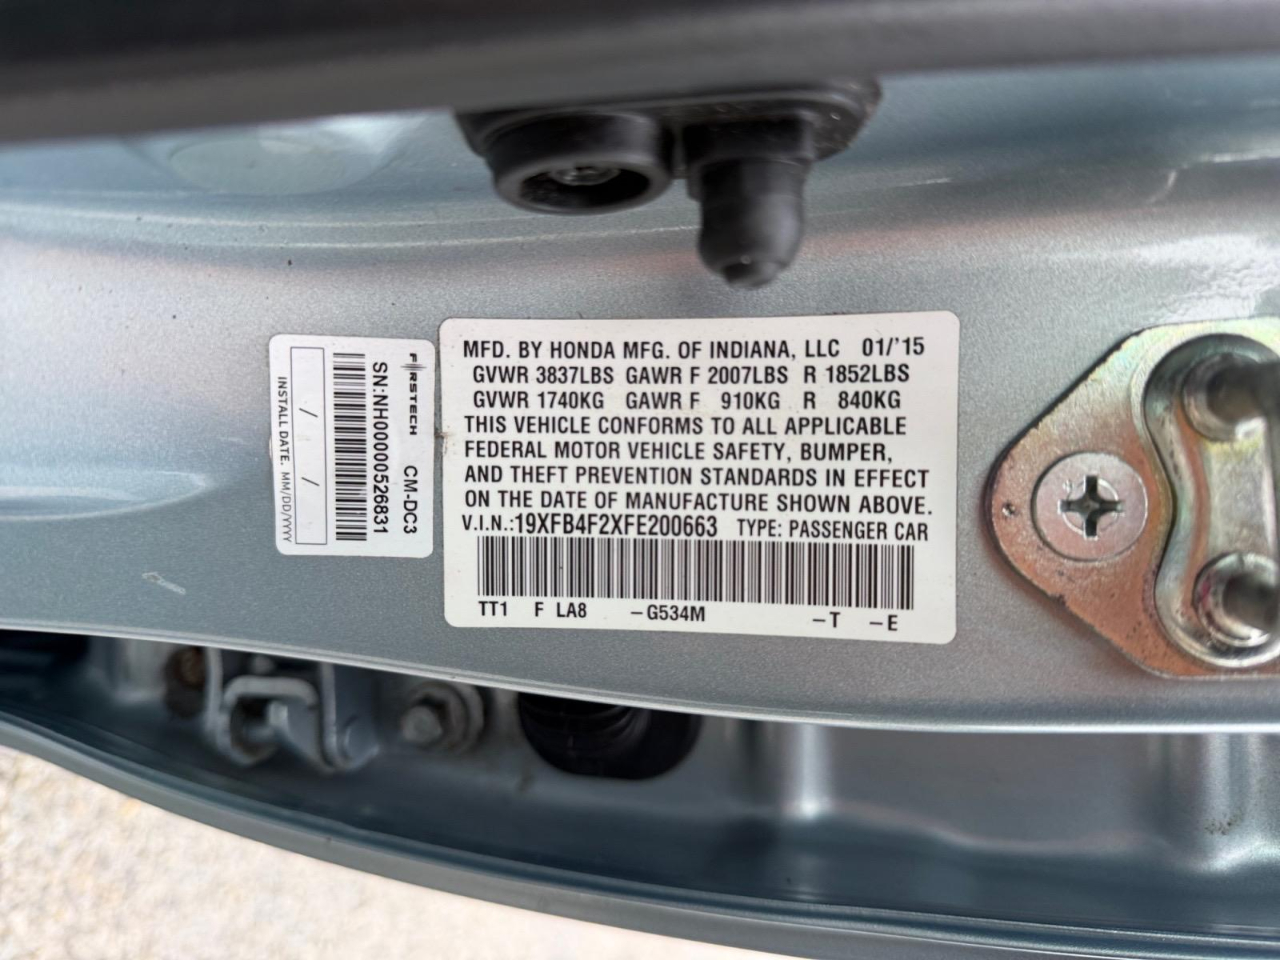 MFD. BY HONDA MFG. OF INDIANA, LLC 01/'15
GVWR 3837LBS GAWR F 2007LBS R 1852LBS
GVWR 1740KG GAWR F 910KG R 840KG
THIS VEHICLE CONFORMS TO ALL APPLICABLE
FEDERAL MOTOR VEHICLE SAFETY, BUMPER,
AND THEFT PREVENTION STANDARDS IN EFFECT
ON THE DATE OF MANUFACTURE SHOWN ABOVE.
V.I.N.:19XFB4F2XFE200663 TYPE: PASSENGER CAR
TT1 F LA8 –G534M –T –E
FIRSTECH CM-DC3
SN:NH00000526831
/ /
INSTALL DATE. MM/DD/YYYY